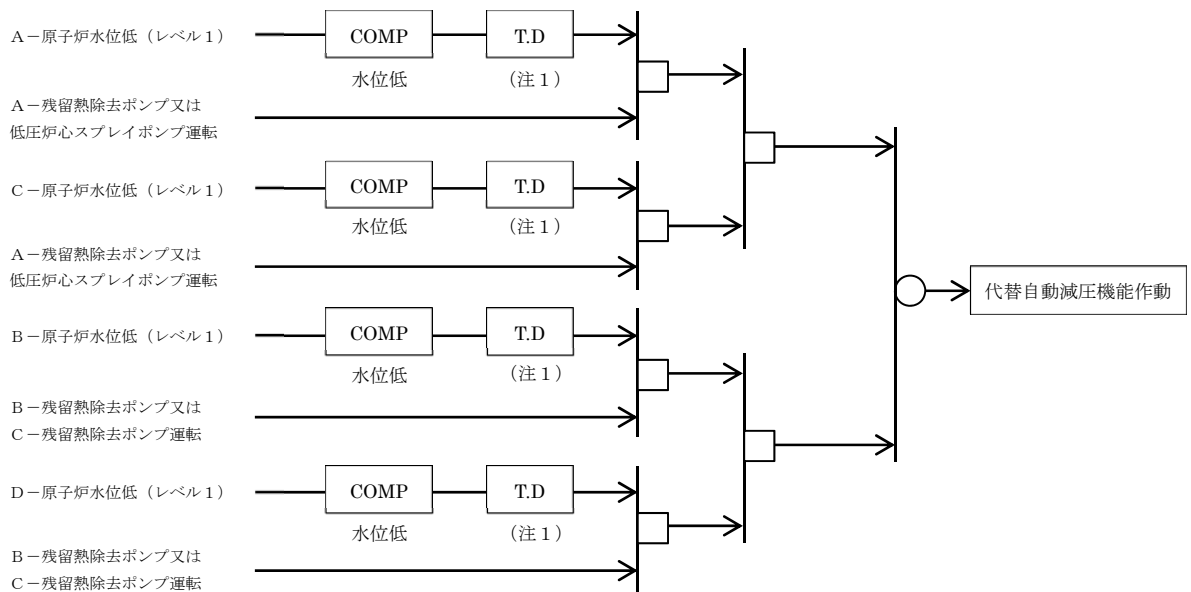 A－原子炉水位低（レベル１）
COMP
T.D
水位低
（注１）
A－残留熱除去ポンプ又は
低圧炉心スプレイポンプ運転
C－原子炉水位低（レベル１）
COMP
T.D
水位低
（注１）
A－残留熱除去ポンプ又は
低圧炉心スプレイポンプ運転
代替自動減圧機能作動
B－原子炉水位低（レベル１）
COMP
T.D
水位低
（注１）
B－残留熱除去ポンプ又は
C－残留熱除去ポンプ運転
D－原子炉水位低（レベル１）
COMP
T.D
水位低
（注１）
B－残留熱除去ポンプ又は
C－残留熱除去ポンプ運転